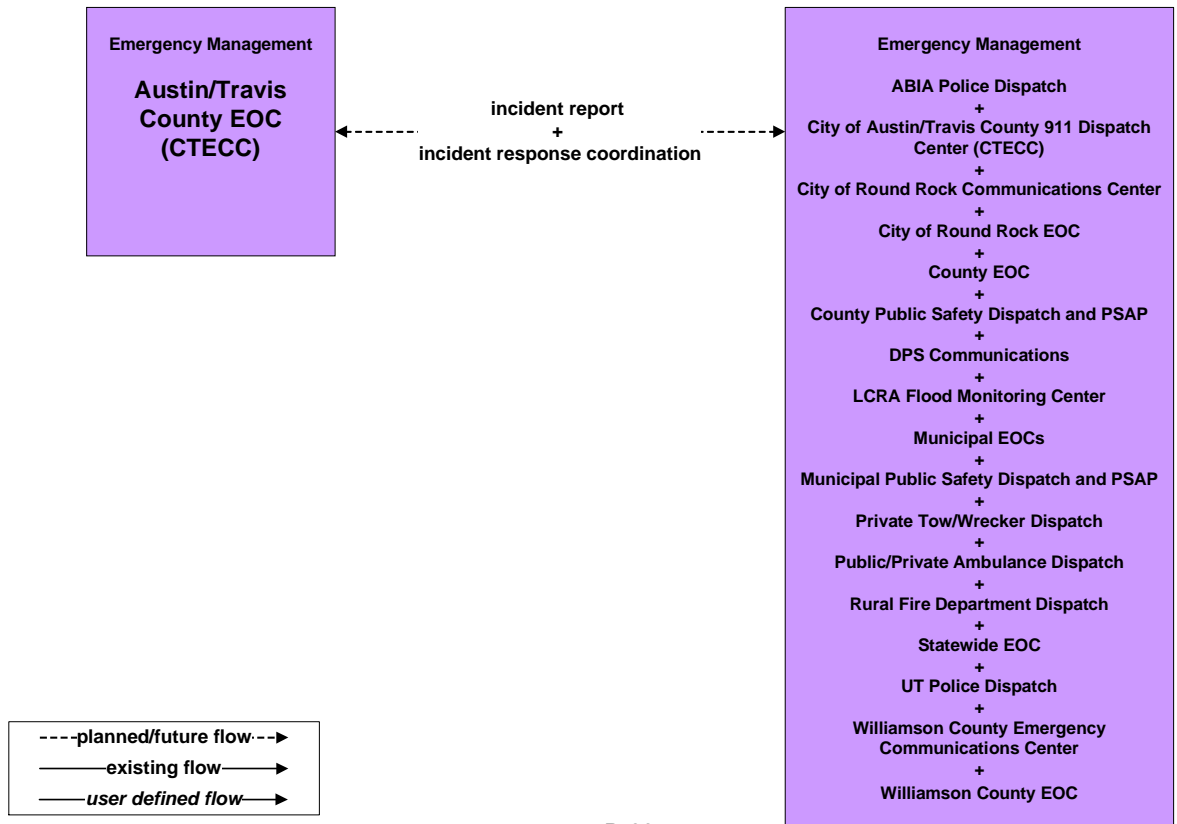 Emergency Management
Austin/Travis
County EOC
(CTECC)
incident report
+
incident response coordination
Emergency Management
ABIA Police Dispatch
+
City of Austin/Travis County 911 Dispatch
Center (CTECC)
+
City of Round Rock Communications Center
+
City of Round Rock EOC
+
County EOC
+
County Public Safety Dispatch and PSAP
+
DPS Communications
+
LCRA Flood Monitoring Center
+
Municipal EOCs
+
Municipal Public Safety Dispatch and PSAP
+
Private Tow/Wrecker Dispatch
+
Public/Private Ambulance Dispatch
+
Rural Fire Department Dispatch
+
Statewide EOC
+
UT Police Dispatch
+
Williamson County Emergency
Communications Center
+
Williamson County EOC
planned/future flow
existing flow
user defined flow